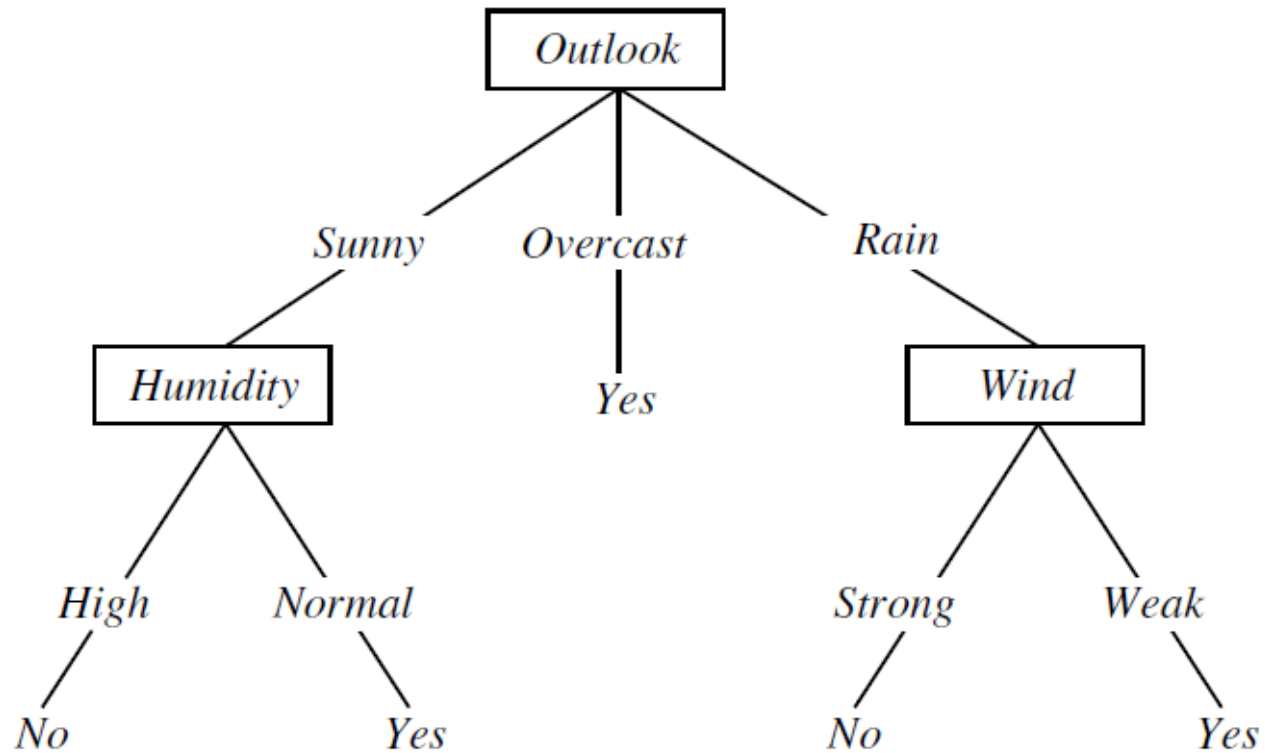 Outlook
Sunny Overcast Rain
Humidity Yes Wind
High Normal Strong Weak
No Yes No Yes